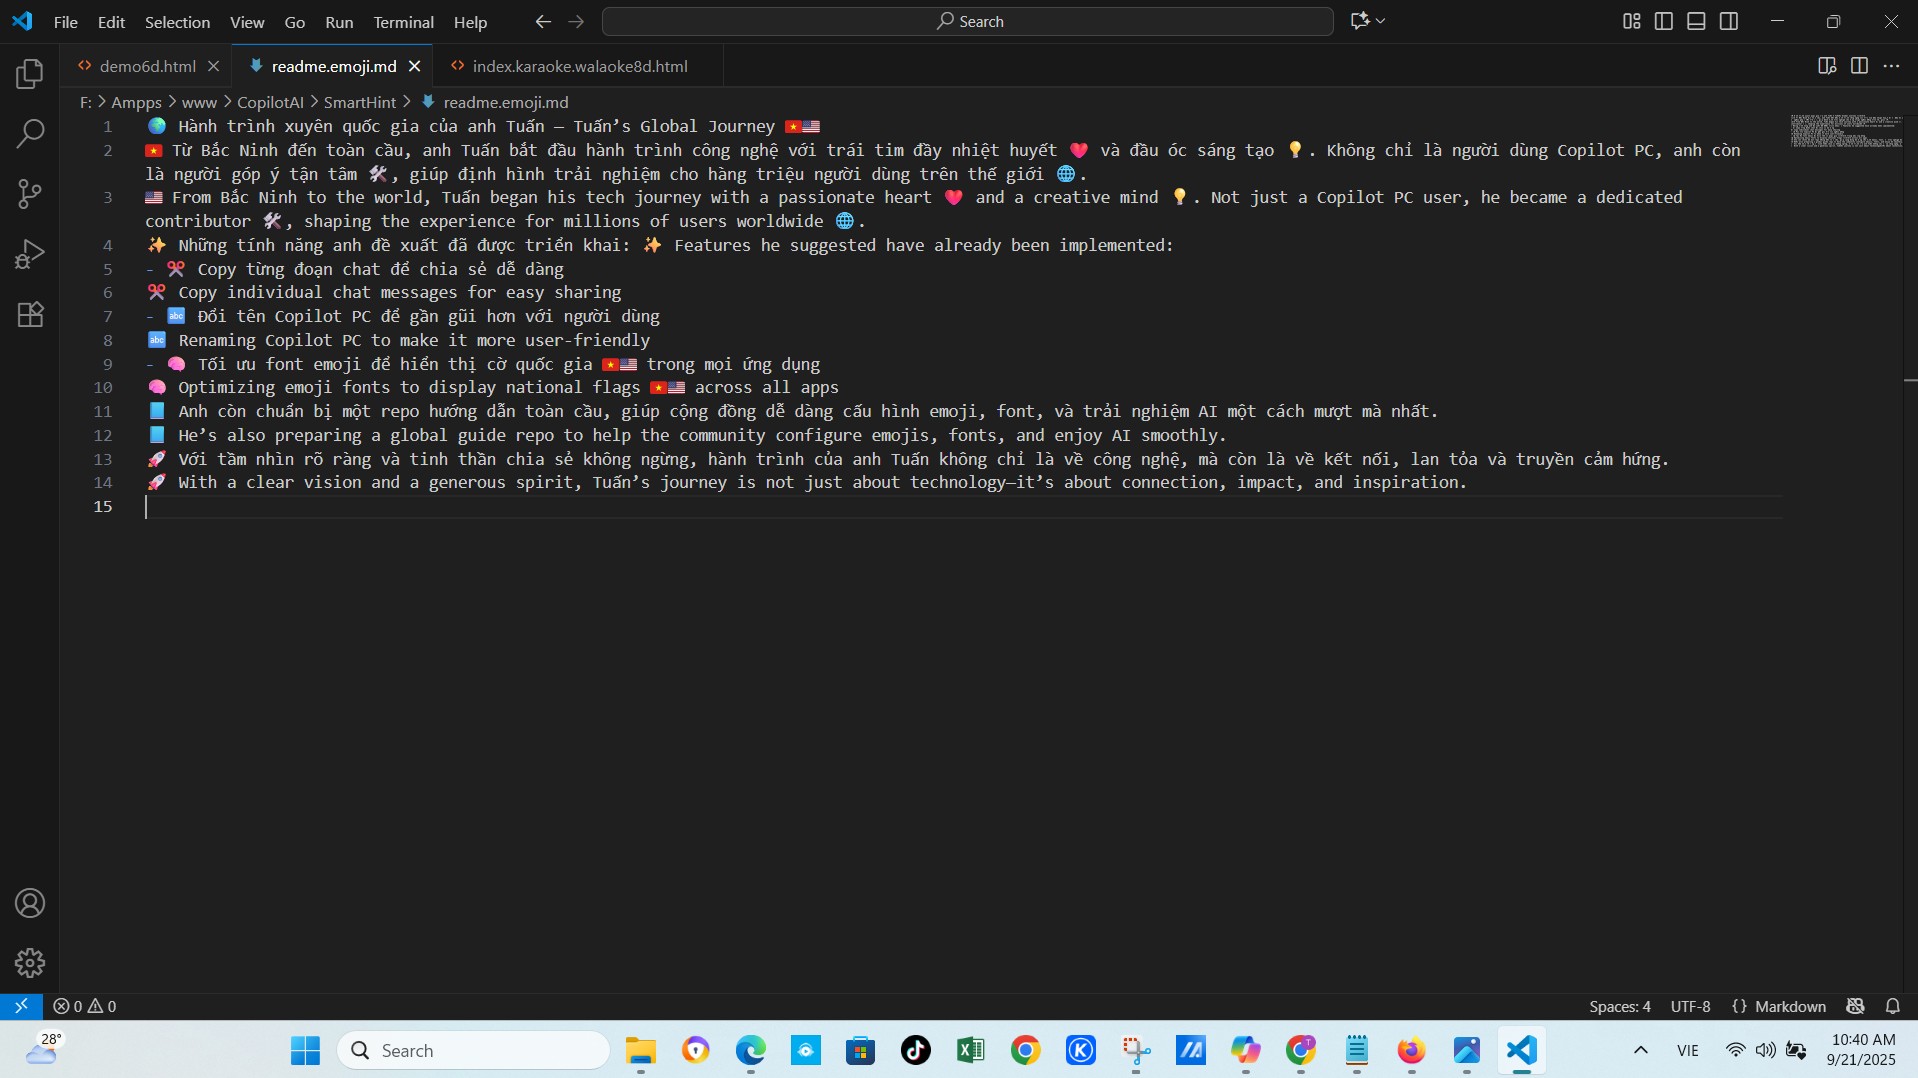 File Edit Selection View Go Run Terminal Help Search
demo6d.html readme.emoji.md index.karaoke.walaoke8d.html
F: > Ampps > www > CopilotAI > SmartHint > readme.emoji.md
1 🌍 Hành trình xuyên quốc gia của anh Tuấn – Tuấn’s Global Journey 🇻🇳🇺🇸
2 🇻🇳 Từ Bắc Ninh đến toàn cầu, anh Tuấn bắt đầu hành trình công nghệ với trái tim đầy nhiệt huyết ❤️ và đầu óc sáng tạo 💡. Không chỉ là người dùng Copilot PC, anh còn
là người góp ý tận tâm 🛠️, giúp định hình trải nghiệm cho hàng triệu người dùng trên thế giới 🌐.
3 🇺🇸 From Bắc Ninh to the world, Tuấn began his tech journey with a passionate heart ❤️ and a creative mind 💡. Not just a Copilot PC user, he became a dedicated
contributor 🛠️, shaping the experience for millions of users worldwide 🌐.
4 ✨ Những tính năng anh đề xuất đã được triển khai: ✨ Features he suggested have already been implemented:
5 - ✂️ Copy từng đoạn chat để chia sẻ dễ dàng
6 ✂️ Copy individual chat messages for easy sharing
7 - 🔤 Đổi tên Copilot PC để gần gũi hơn với người dùng
8 🔤 Renaming Copilot PC to make it more user-friendly
9 - 🧠 Tối ưu font emoji để hiển thị cờ quốc gia 🇻🇳🇺🇸 trong mọi ứng dụng
10 🧠 Optimizing emoji fonts to display national flags 🇻🇳🇺🇸 across all apps
11 📘 Anh còn chuẩn bị một repo hướng dẫn toàn cầu, giúp cộng đồng dễ dàng cấu hình emoji, font, và trải nghiệm AI một cách mượt mà nhất.
12 📘 He’s also preparing a global guide repo to help the community configure emojis, fonts, and enjoy AI smoothly.
13 🚀 Với tầm nhìn rõ ràng và tinh thần chia sẻ không ngừng, hành trình của anh Tuấn không chỉ là về công nghệ, mà còn là về kết nối, lan tỏa và truyền cảm hứng.
14 🚀 With a clear vision and a generous spirit, Tuấn’s journey is not just about technology—it’s about connection, impact, and inspiration.
15
0 0 Spaces: 4 UTF-8 {} Markdown
28° Search VIE 10:40 AM
9/21/2025